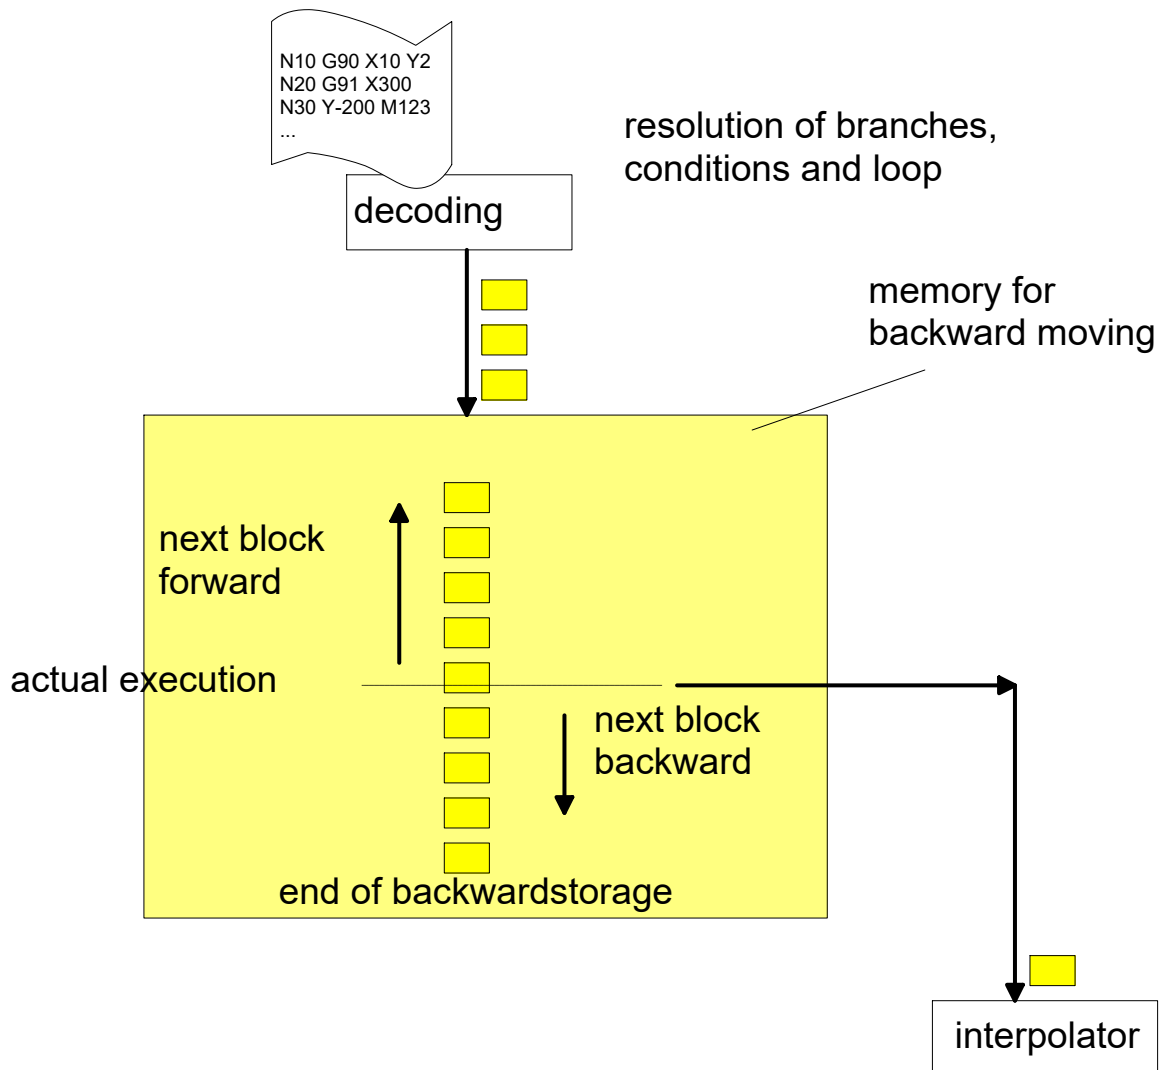 N10 G90 X10 Y2
N20 G91 X300
N30 Y-200 M123
...
resolution of branches,
conditions and loop
decoding
memory for
backward moving
next block
forward
actual execution
next block
backward
end of backwardstorage
interpolator